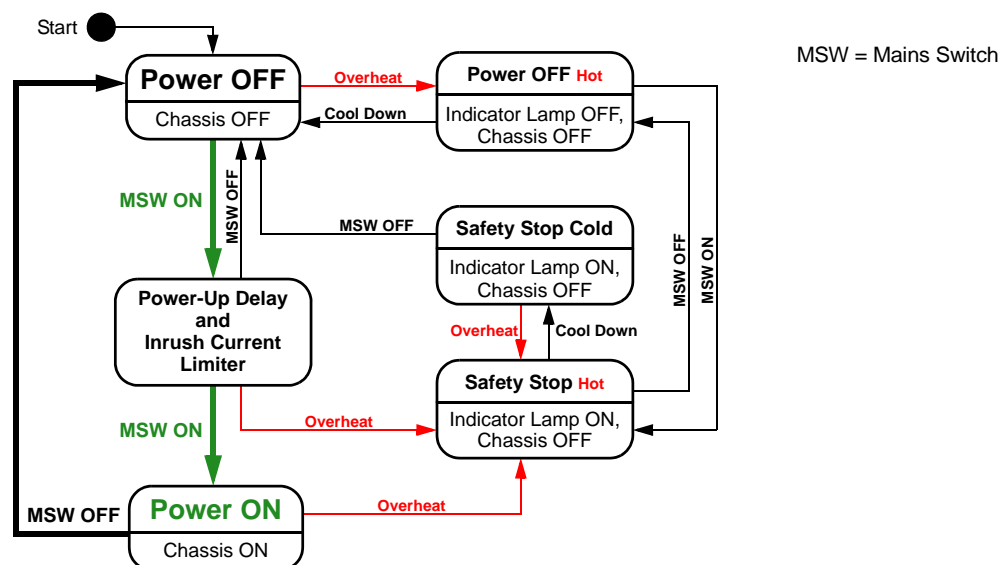 Start
MSW = Mains Switch
Power OFF
Chassis OFF
Overheat
Power OFF Hot
Indicator Lamp OFF,
Chassis OFF
Cool Down
MSW ON
MSW OFF
MSW OFF
Safety Stop Cold
Indicator Lamp ON,
Chassis OFF
MSW OFF
MSW ON
Power-Up Delay
and
Inrush Current
Limiter
Overheat
Cool Down
Safety Stop Hot
Indicator Lamp ON,
Chassis OFF
Overheat
MSW ON
Power ON
Chassis ON
MSW OFF
Overheat